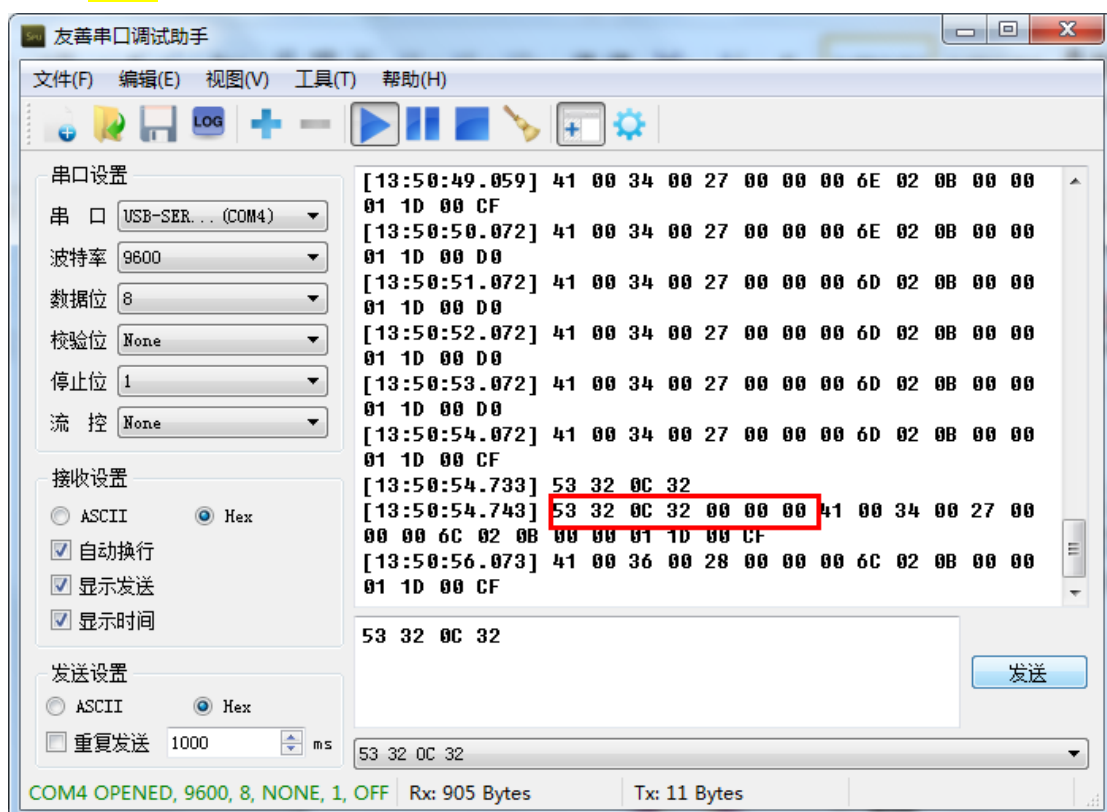 友善串口调试助手
文件(F) 编辑(E) 视图(V) 工具(T) 帮助(H)
LOG
串口设置
串 口 USB-SER...(COM4)
波特率 9600
数据位 8
校验位 None
停止位 1
流 控 None
接收设置
ASCII Hex
自动换行
显示发送
显示时间
发送设置
ASCII Hex
重复发送 1000 ms
[13:50:49.059] 41 00 34 00 27 00 00 00 6E 02 0B 00 00
01 1D 00 CF
[13:50:50.072] 41 00 34 00 27 00 00 00 6E 02 0B 00 00
01 1D 00 D0
[13:50:51.072] 41 00 34 00 27 00 00 00 6D 02 0B 00 00
01 1D 00 D0
[13:50:52.072] 41 00 34 00 27 00 00 00 6D 02 0B 00 00
01 1D 00 D0
[13:50:53.072] 41 00 34 00 27 00 00 00 6D 02 0B 00 00
01 1D 00 D0
[13:50:54.072] 41 00 34 00 27 00 00 00 6D 02 0B 00 00
01 1D 00 CF
[13:50:54.733] 53 32 0C 32
[13:50:54.743] 53 32 0C 32 00 00 00 41 00 34 00 27 00
00 00 6C 02 0B 00 00 01 1D 00 CF
[13:50:56.073] 41 00 36 00 28 00 00 00 6C 02 0B 00 00
01 1D 00 CF
53 32 0C 32
发送
53 32 0C 32
COM4 OPENED, 9600, 8, NONE, 1, OFF Rx: 905 Bytes Tx: 11 Bytes